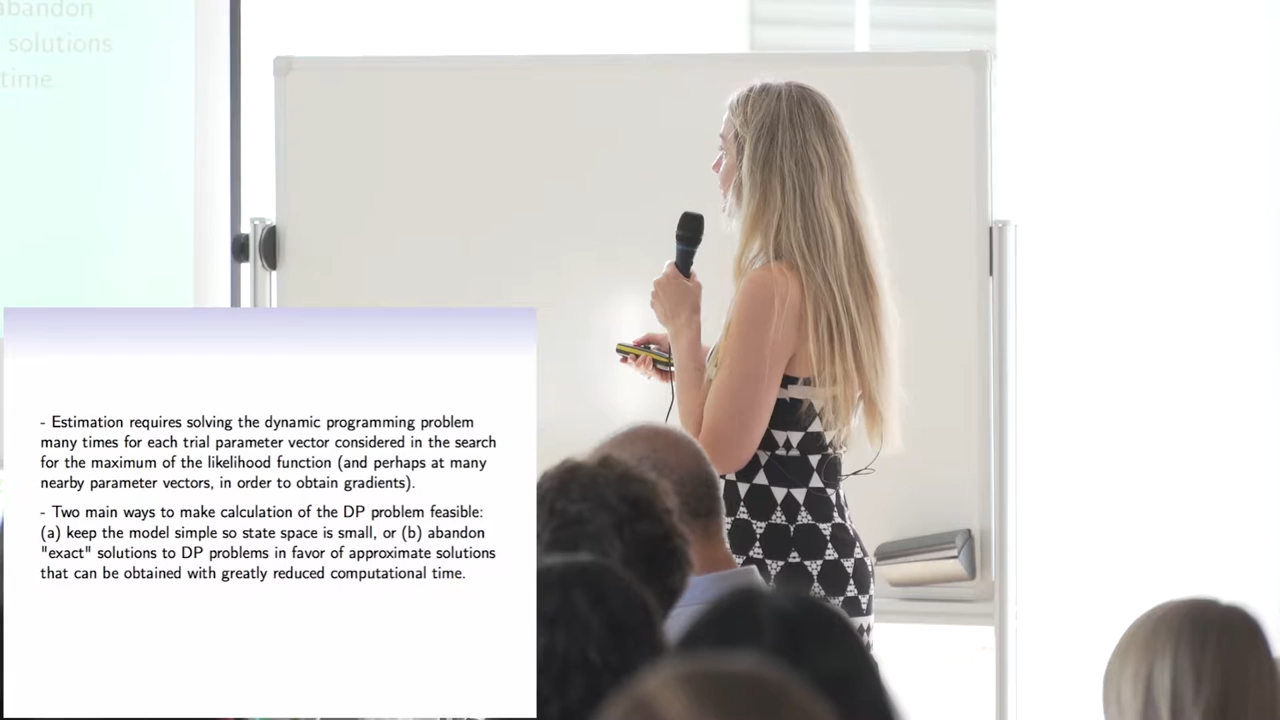 abandon
solutions
time
- Estimation requires solving the dynamic programming problem
many times for each trial parameter vector considered in the search
for the maximum of the likelihood function (and perhaps at many
nearby parameter vectors, in order to obtain gradients).
- Two main ways to make calculation of the DP problem feasible:
(a) keep the model simple so state space is small, or (b) abandon
"exact" solutions to DP problems in favor of approximate solutions
that can be obtained with greatly reduced computational time.